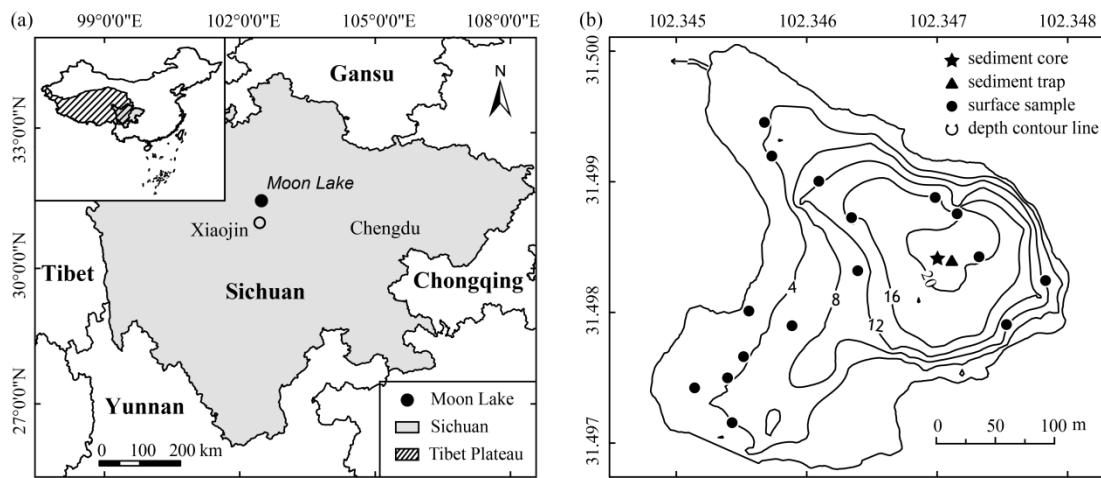 (a)
99°0'0"E
102°0'0"E
105°0'0"E
108°0'0"E
33°0'0"N
30°0'0"N
27°0'0"N
Gansu
N
Moon Lake
Xiaojin
Chengdu
Tibet
Chongqing
Sichuan
Yunnan
Moon Lake
Sichuan
Tibet Plateau
0 100 200 km
(b)
102.345
102.346
102.347
102.348
31.500
31.499
31.498
31.497
sediment core
sediment trap
surface sample
depth contour line
4
8
12
16
20
0 50 100 m